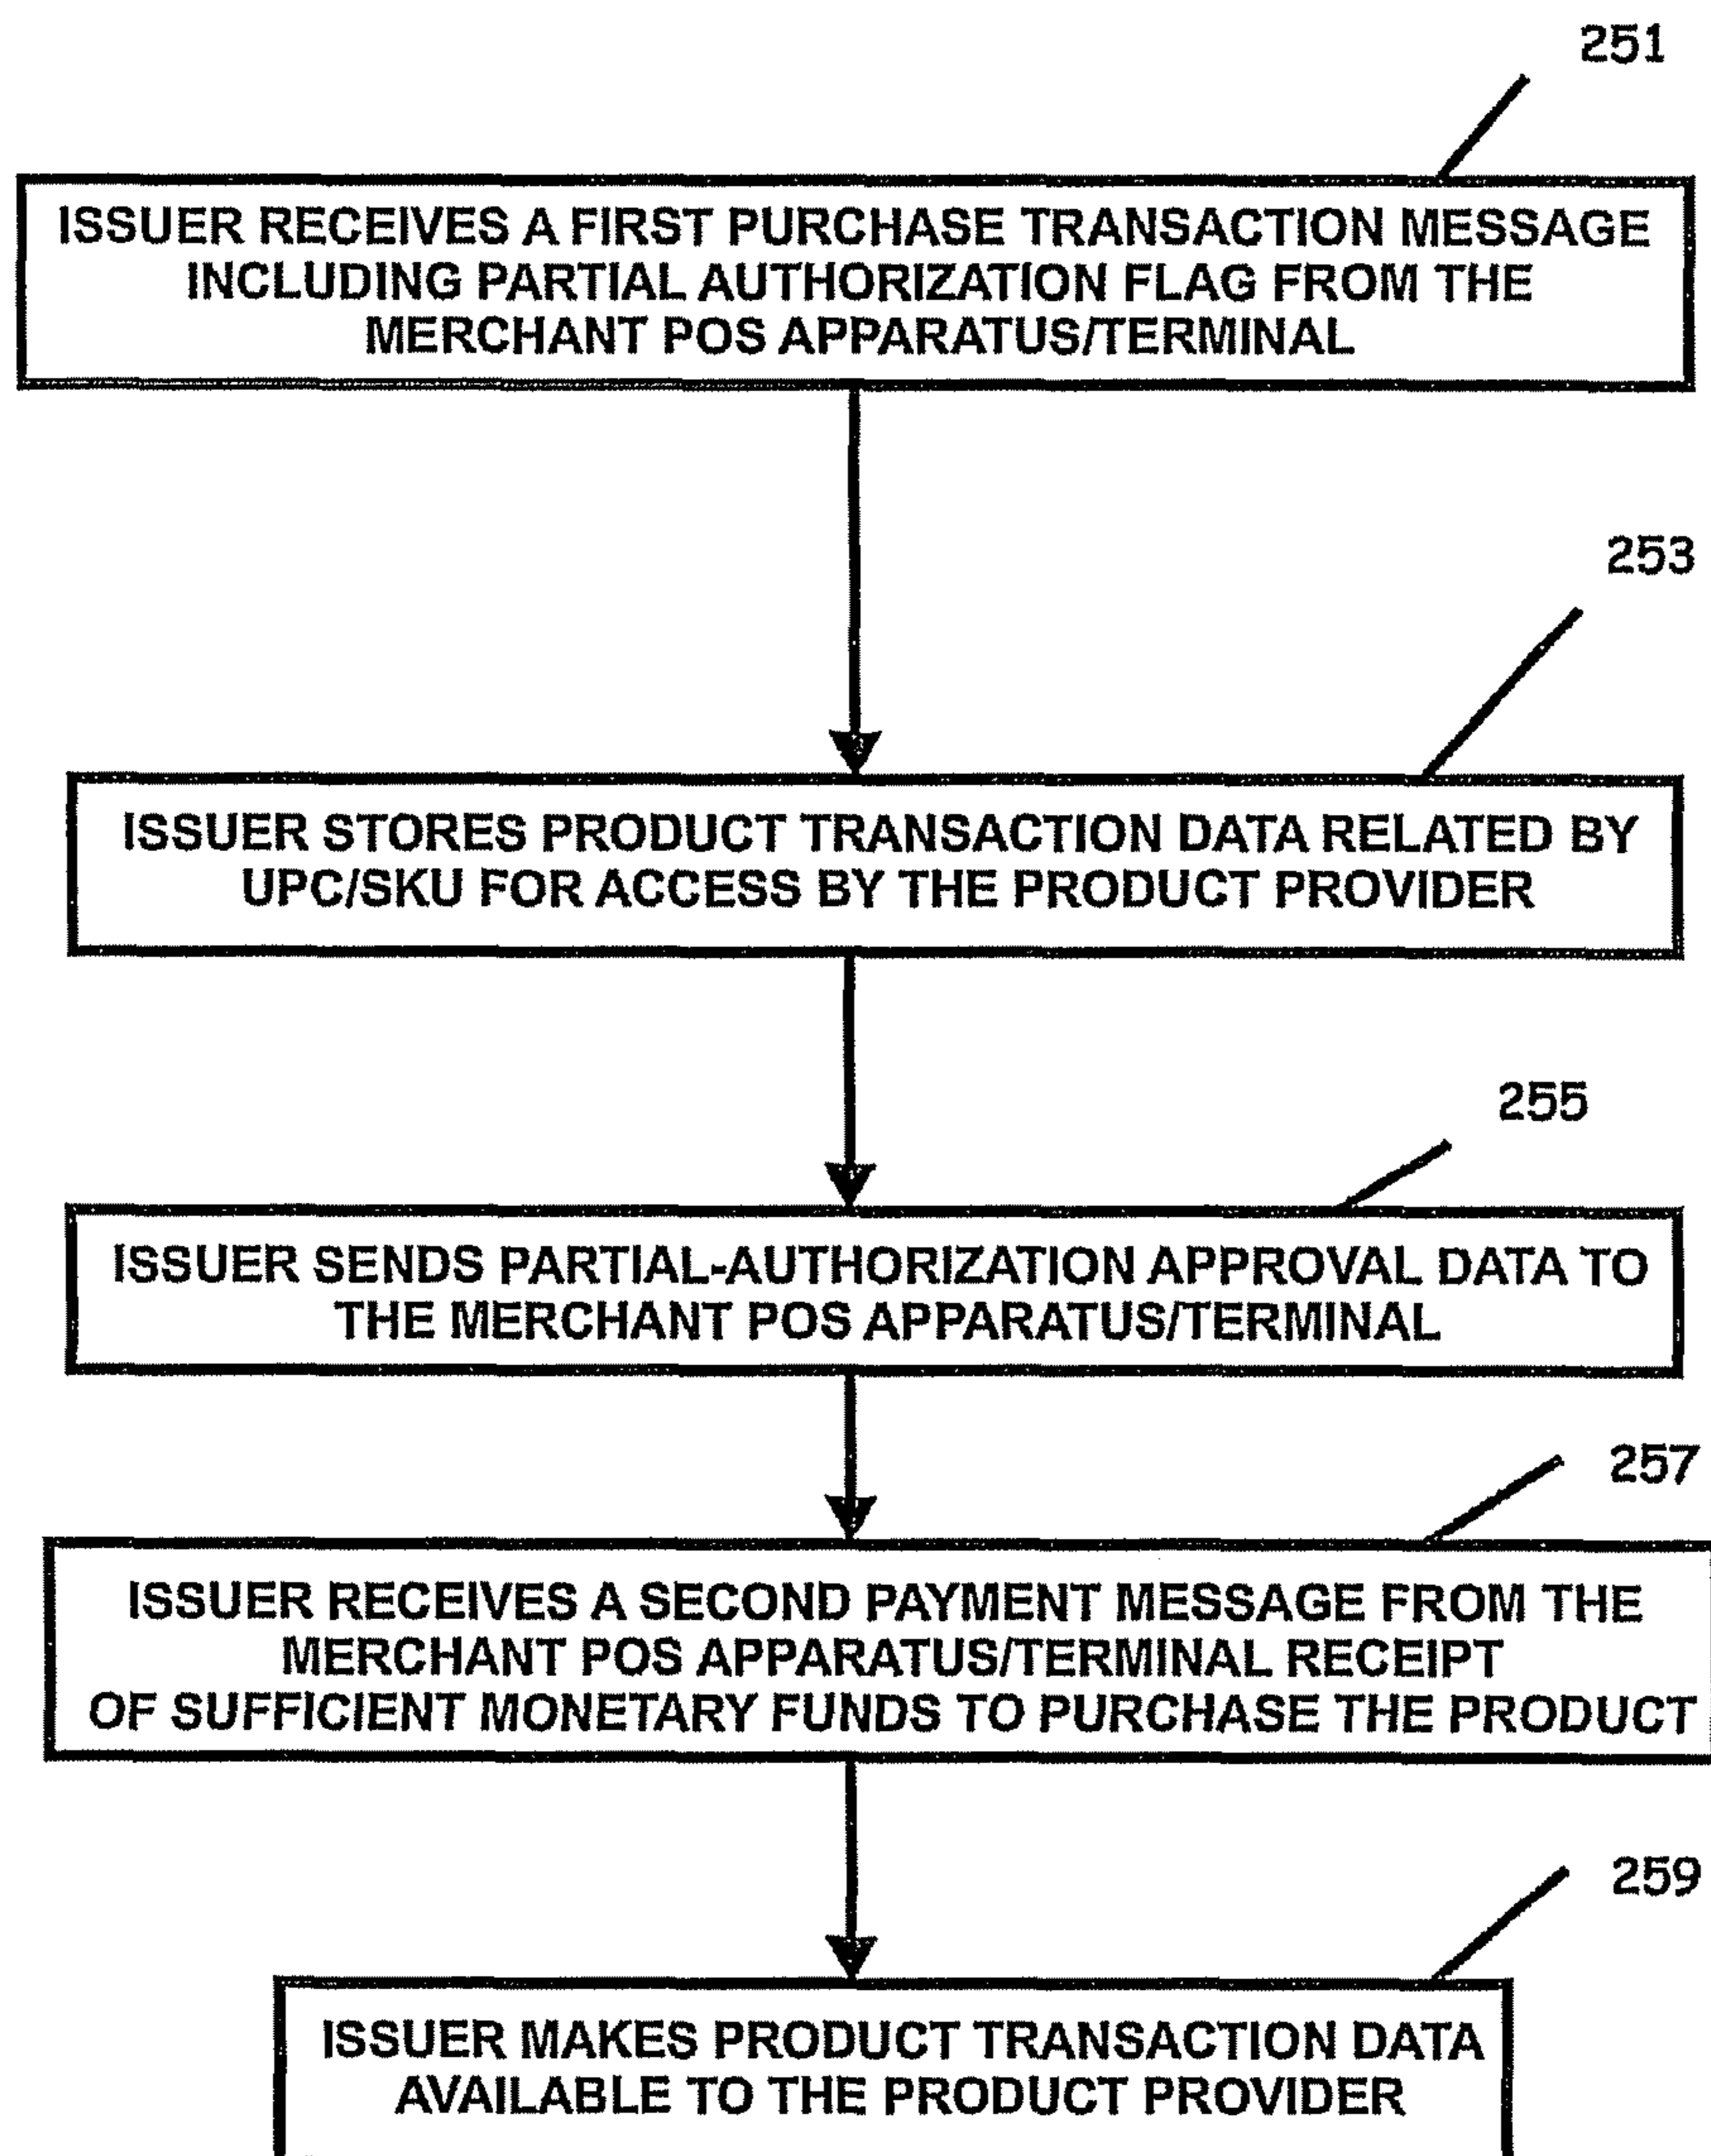 251
ISSUER RECEIVES A FIRST PURCHASE TRANSACTION MESSAGE
INCLUDING PARTIAL AUTHORIZATION FLAG FROM THE
MERCHANT POS APPARATUS/TERMINAL
253
ISSUER STORES PRODUCT TRANSACTION DATA RELATED BY
UPC/SKU FOR ACCESS BY THE PRODUCT PROVIDER
255
ISSUER SENDS PARTIAL-AUTHORIZATION APPROVAL DATA TO
THE MERCHANT POS APPARATUS/TERMINAL
257
ISSUER RECEIVES A SECOND PAYMENT MESSAGE FROM THE
MERCHANT POS APPARATUS/TERMINAL RECEIPT
OF SUFFICIENT MONETARY FUNDS TO PURCHASE THE PRODUCT
259
ISSUER MAKES PRODUCT TRANSACTION DATA
AVAILABLE TO THE PRODUCT PROVIDER